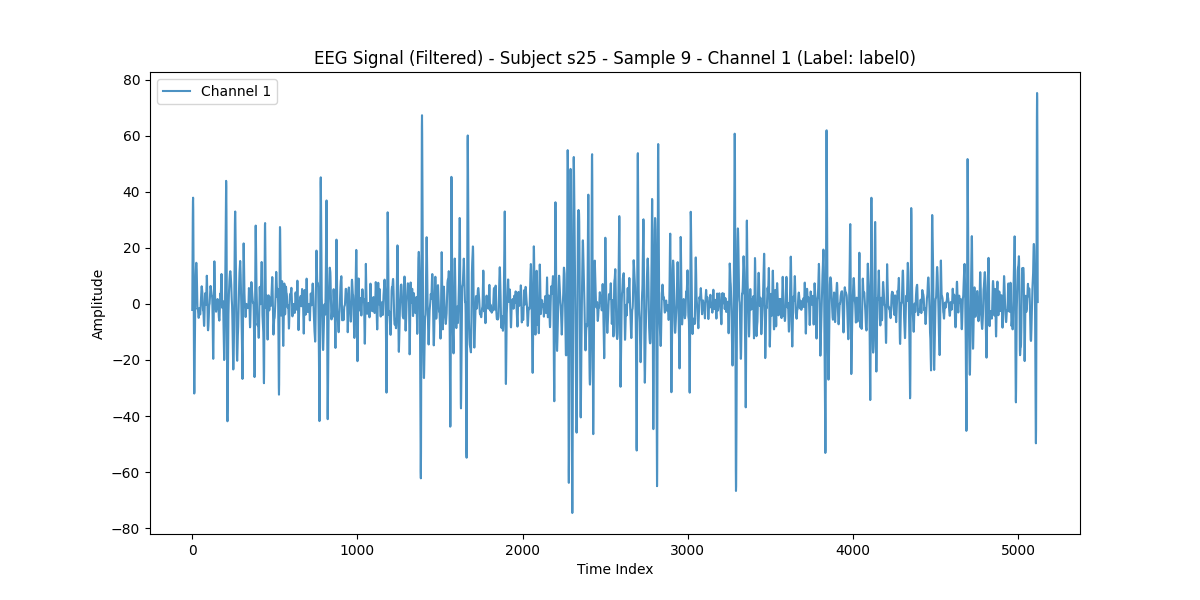 EEG Signal (Filtered) - Subject s25 - Sample 9 - Channel 1 (Label: label0)
Channel 1
80
60
40
20
0
−20
−40
−60
−80
Amplitude
0 1000 2000 3000 4000 5000
Time Index